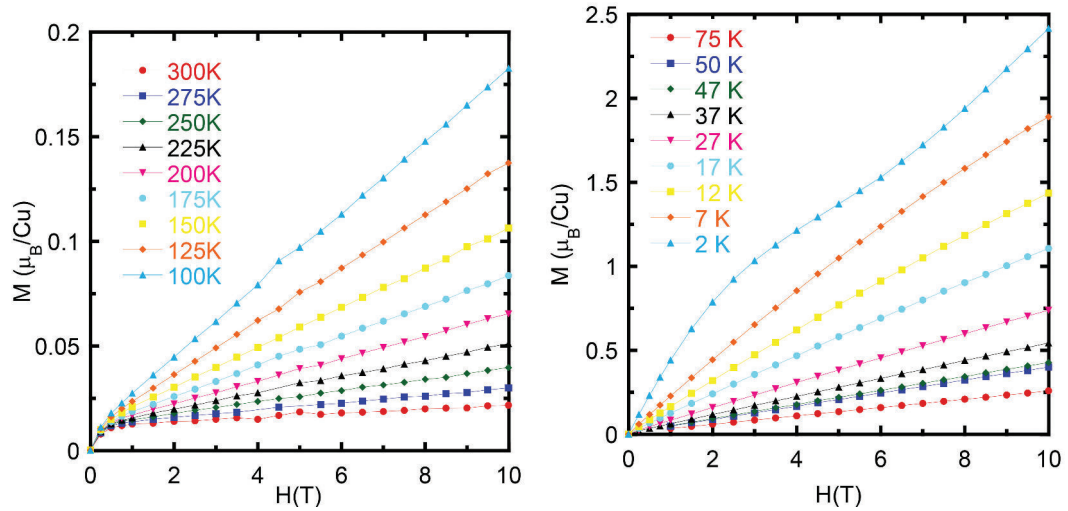 0.2
0.15
0.1
0.05
0
M (μB/Cu)
300K
275K
250K
225K
200K
175K
150K
125K
100K
0 2 4 6 8 10
H(T)
2.5
2
1.5
1
0.5
0
M (μB/Cu)
75 K
50 K
47 K
37 K
27 K
17 K
12 K
7 K
2 K
0 2 4 6 8 10
H(T)